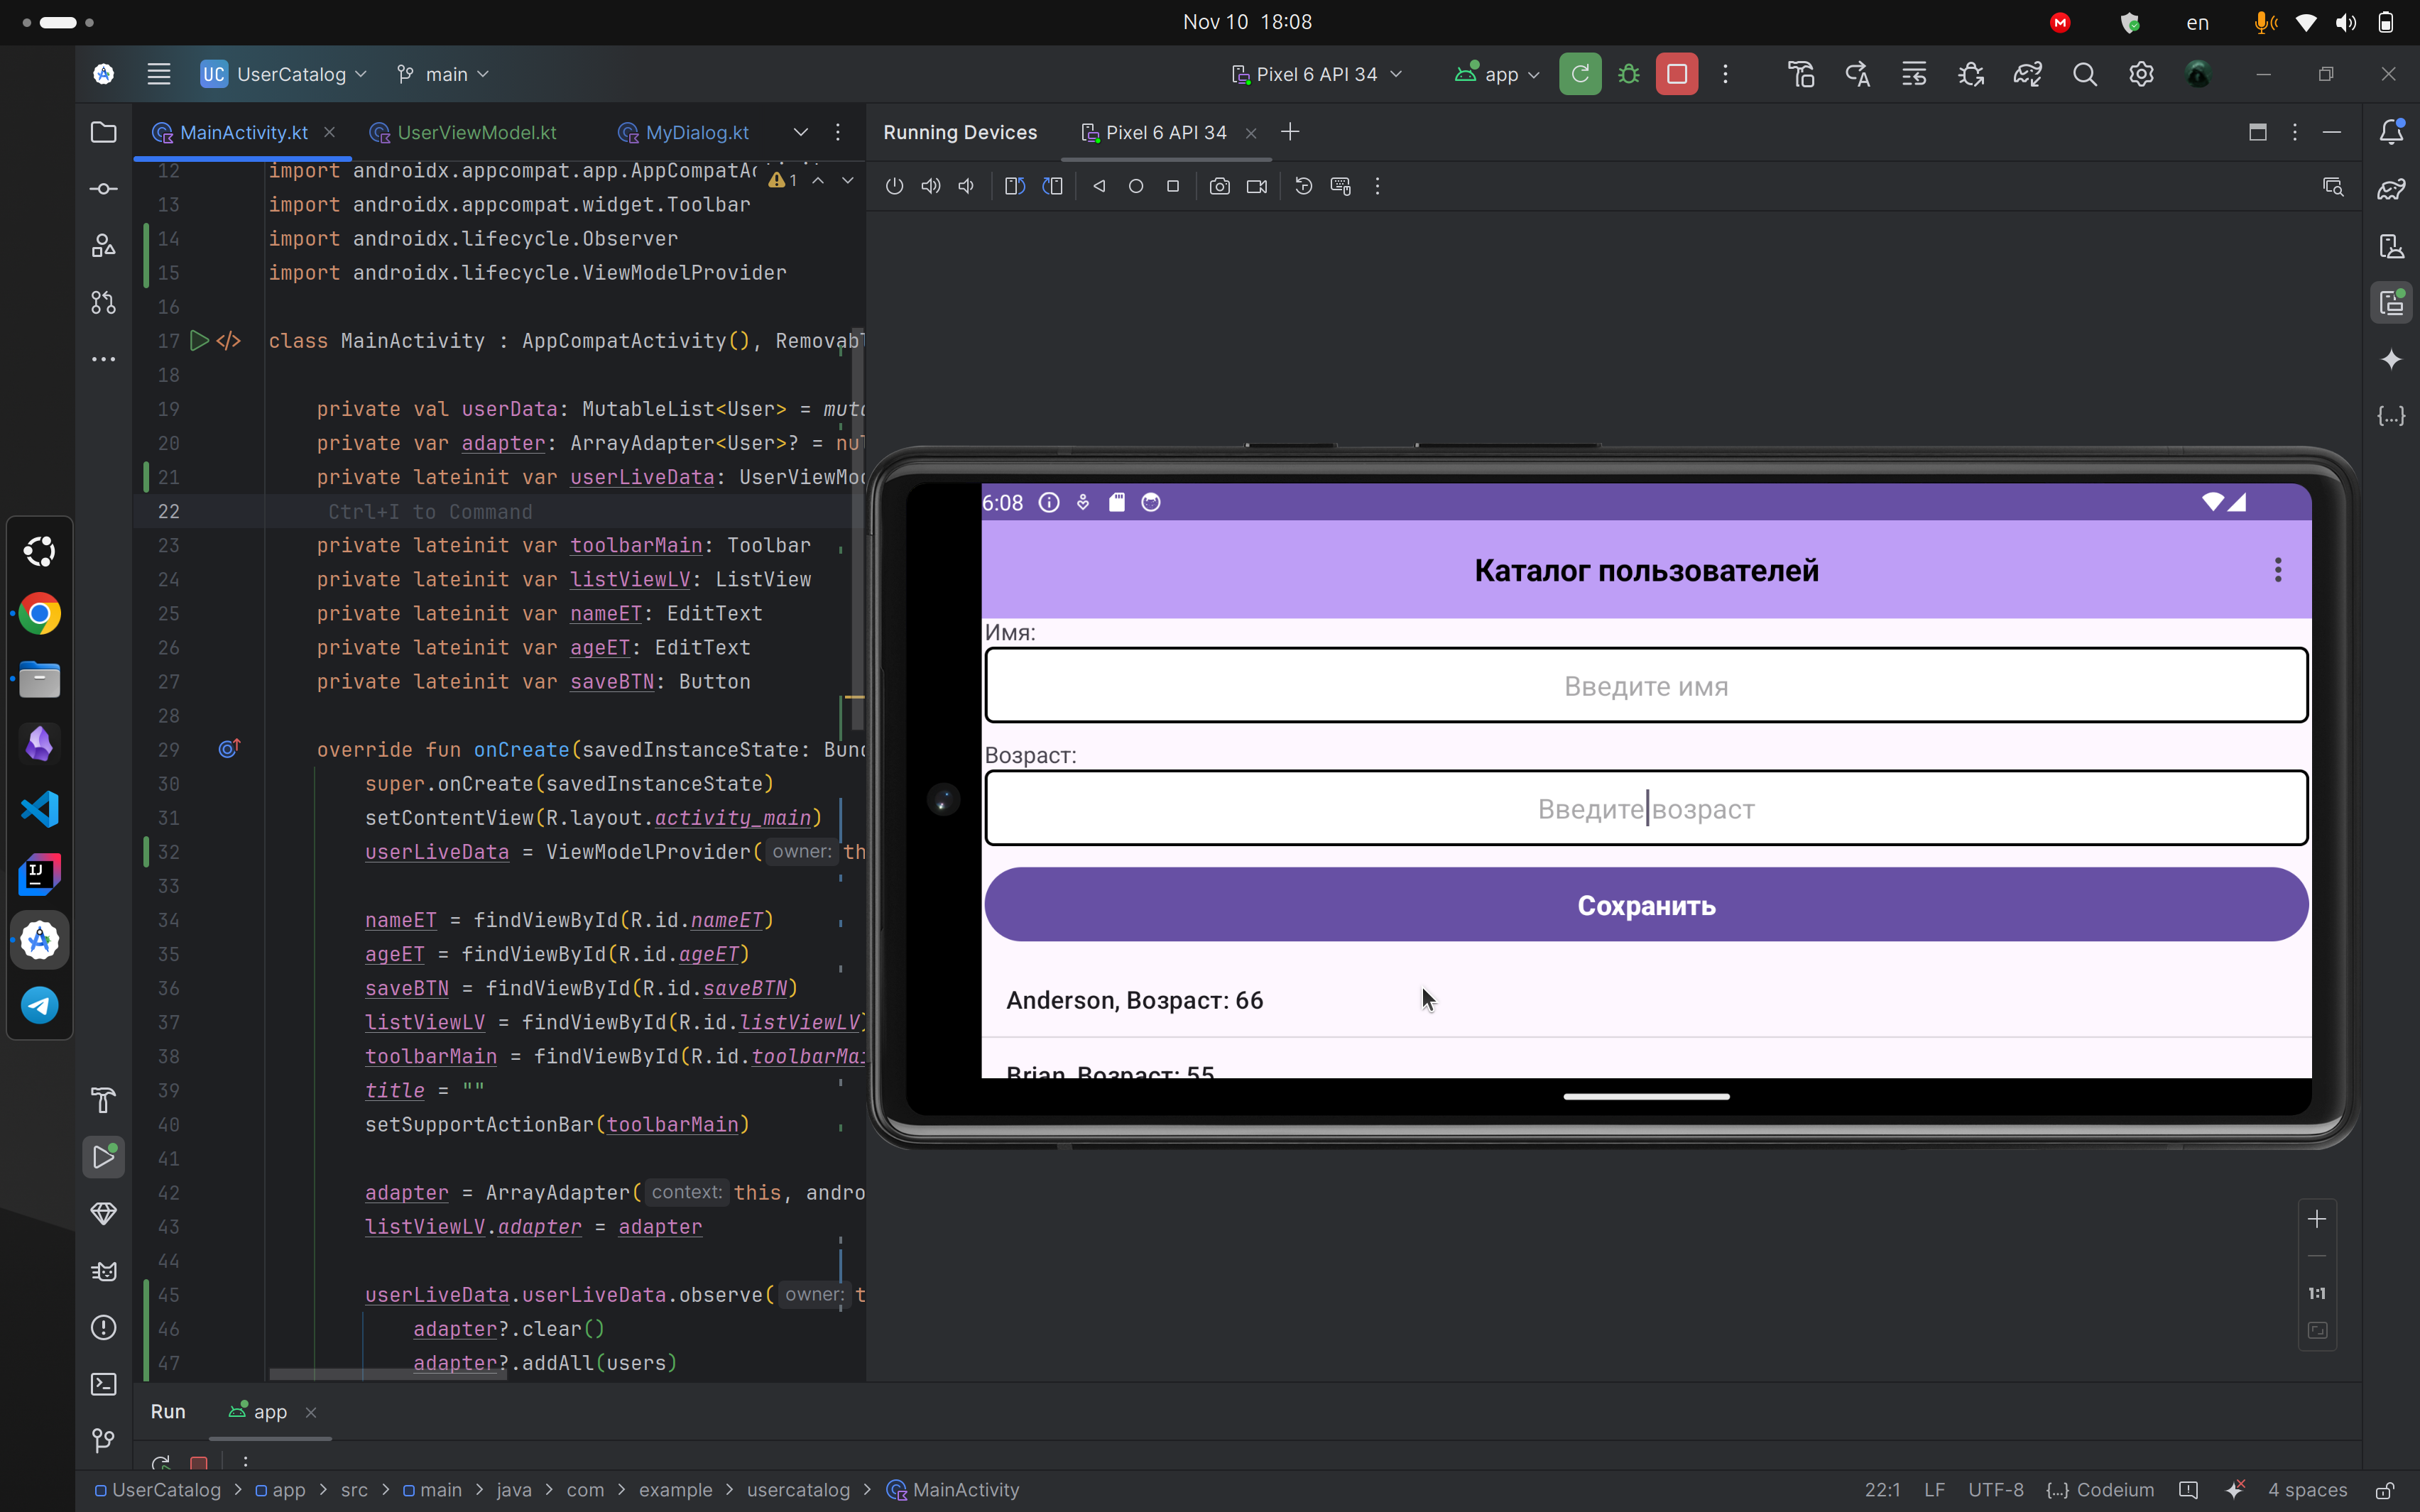 Nov 10 18:08
en
UC UserCatalog
main
Pixel 6 API 34
app
MainActivity.kt
UserViewModel.kt
MyDialog.kt
Running Devices
Pixel 6 API 34
1
12 import androidx.appcompat.app.AppCompatAc
13 import androidx.appcompat.widget.Toolbar
14 import androidx.lifecycle.Observer
15 import androidx.lifecycle.ViewModelProvider
16
17 class MainActivity : AppCompatActivity(), Removabl
18
19 private val userData: MutableList<User> = muta
20 private var adapter: ArrayAdapter<User>? = nul
21 private lateinit var userLiveData: UserViewMod
22 Ctrl+I to Command
23 private lateinit var toolbarMain: Toolbar
24 private lateinit var listViewLV: ListView
25 private lateinit var nameET: EditText
26 private lateinit var ageET: EditText
27 private lateinit var saveBTN: Button
28
29 override fun onCreate(savedInstanceState: Bund
30 super.onCreate(savedInstanceState)
31 setContentView(R.layout.activity_main)
32 userLiveData = ViewModelProvider( owner: th
33
34 nameET = findViewById(R.id.nameET)
35 ageET = findViewById(R.id.ageET)
36 saveBTN = findViewById(R.id.saveBTN)
37 listViewLV = findViewById(R.id.listViewLV)
38 toolbarMain = findViewById(R.id.toolbarMai
39 title = ""
40 setSupportActionBar(toolbarMain)
41
42 adapter = ArrayAdapter( context: this, andro
43 listViewLV.adapter = adapter
44
45 userLiveData.userLiveData.observe( owner: t
46 adapter?.clear()
47 adapter?.addAll(users)
6:08
Каталог пользователей
Имя:
Введите имя
Возраст:
Введите возраст
Сохранить
Anderson, Возраст: 66
Brian, Возраст: 55
1:1
Run
app
UserCatalog > app > src > main > java > com > example > usercatalog > MainActivity
22:1 LF UTF-8 {...} Codeium 4 spaces